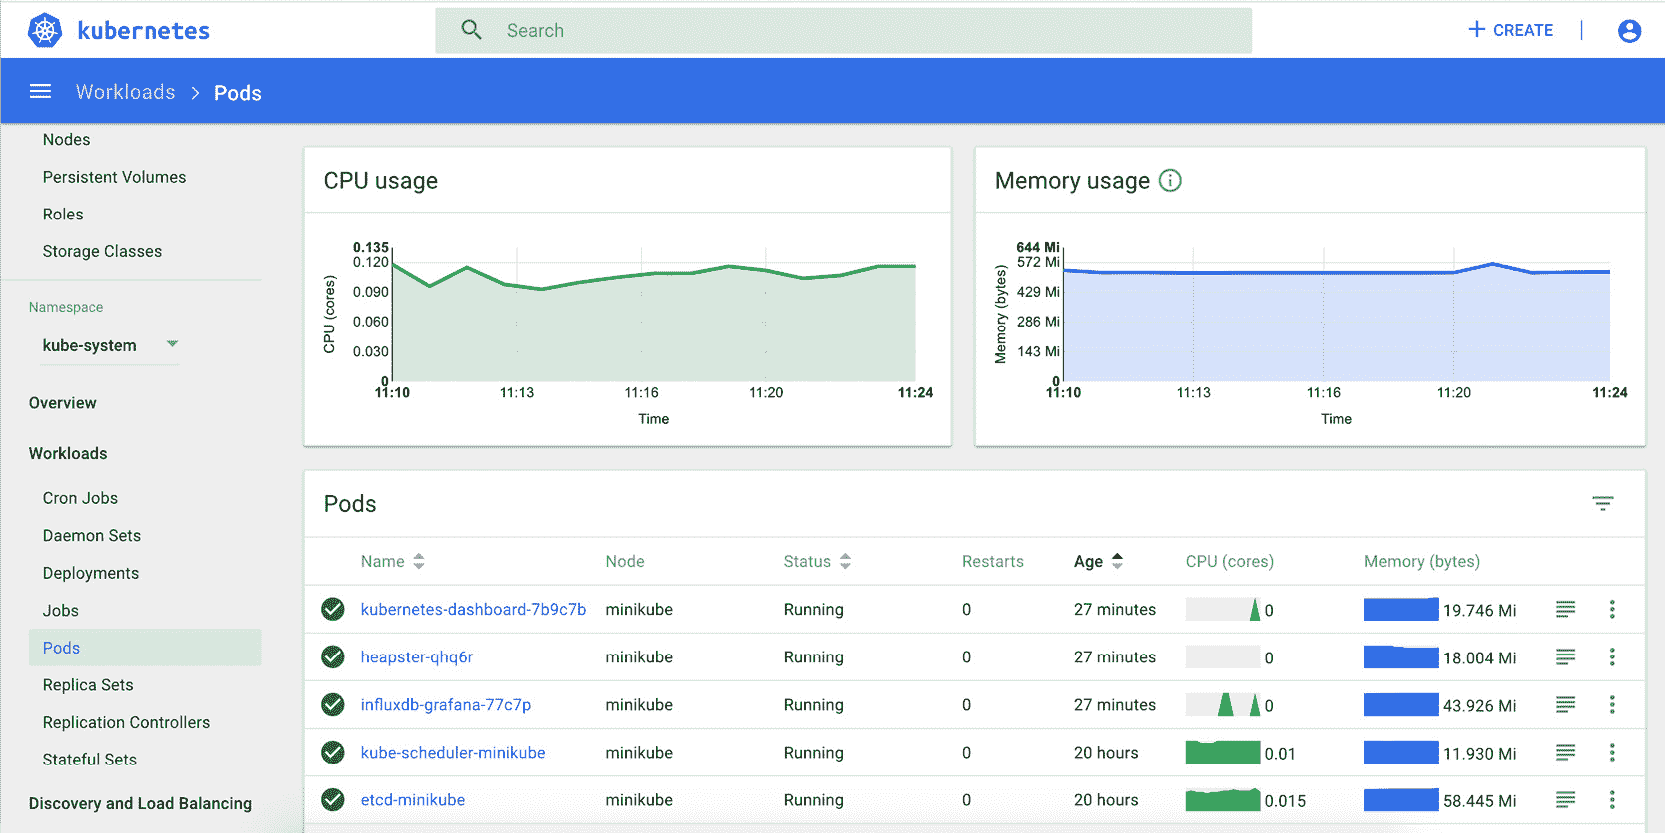 kubernetes
Search
+ CREATE
Workloads > Pods
Nodes
Persistent Volumes
Roles
Storage Classes
Namespace
kube-system
Overview
Workloads
Cron Jobs
Daemon Sets
Deployments
Jobs
Pods
Replica Sets
Replication Controllers
Stateful Sets
Discovery and Load Balancing
CPU usage
CPU (cores)
0.135
0.120
0.090
0.060
0.030
0
11:10 11:13 11:16 11:20 11:24
Time
Memory usage
Memory (bytes)
644 Mi
572 Mi
429 Mi
286 Mi
143 Mi
0
11:10 11:13 11:16 11:20 11:24
Time
Pods
Name Node Status Restarts Age CPU (cores) Memory (bytes)
kubernetes-dashboard-7b9c7b minikube Running 0 27 minutes 0 19.746 Mi
heapster-qhq6r minikube Running 0 27 minutes 0 18.004 Mi
influxdb-grafana-77c7p minikube Running 0 27 minutes 0 43.926 Mi
kube-scheduler-minikube minikube Running 0 20 hours 0.01 11.930 Mi
etcd-minikube minikube Running 0 20 hours 0.015 58.445 Mi